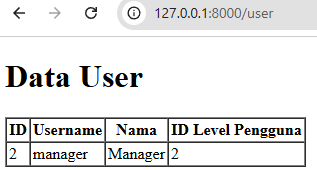 127.0.0.1:8000/user
Data User
ID Username Nama ID Level Pengguna
2 manager Manager 2